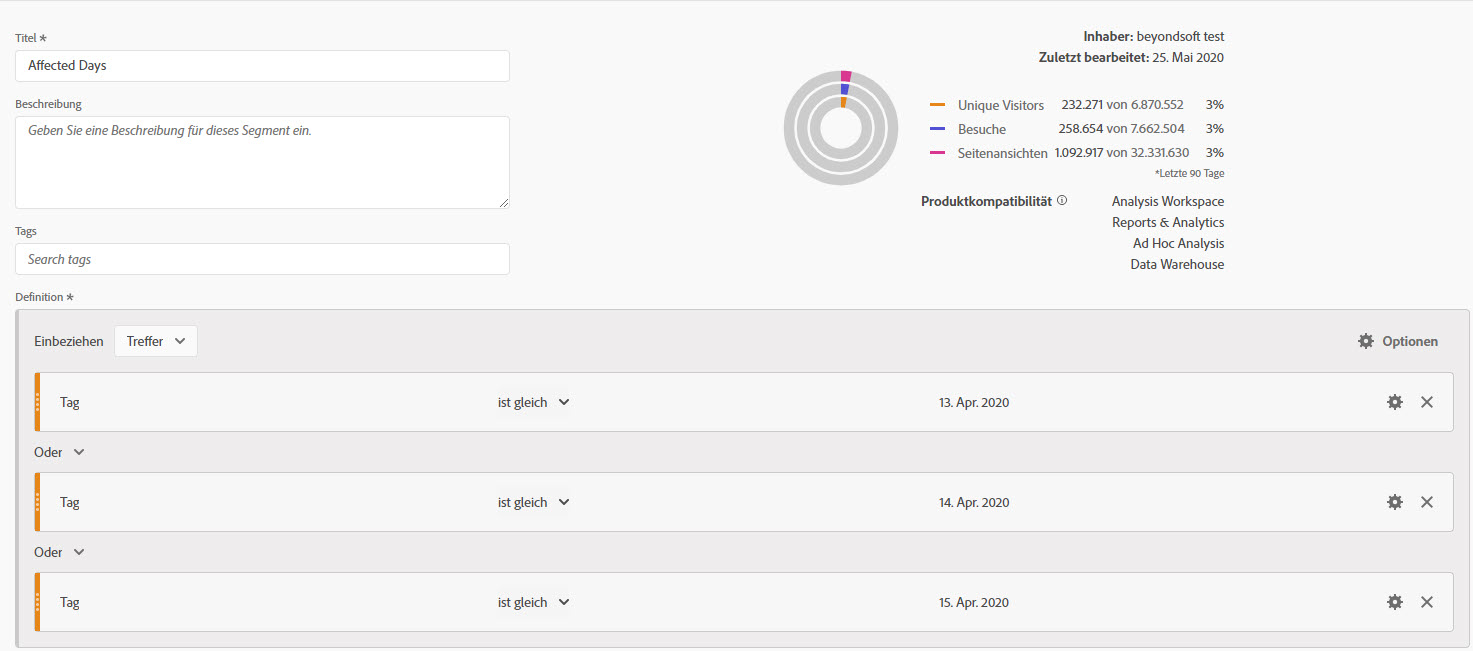 Titel *
Affected Days
Beschreibung
Geben Sie eine Beschreibung für dieses Segment ein.
Tags
Search tags
Inhaber: beyondsoft test
Zuletzt bearbeitet: 25. Mai 2020
Unique Visitors 232.271 von 6.870.552 3%
Besuche 258.654 von 7.662.504 3%
Seitenansichten 1.092.917 von 32.331.630 3%
*Letzte 90 Tage
Produktkompatibilität Analysis Workspace
Reports & Analytics
Ad Hoc Analysis
Data Warehouse
Definition *
Einbeziehen Treffer Optionen
Tag ist gleich 13. Apr. 2020
Oder
Tag ist gleich 14. Apr. 2020
Oder
Tag ist gleich 15. Apr. 2020